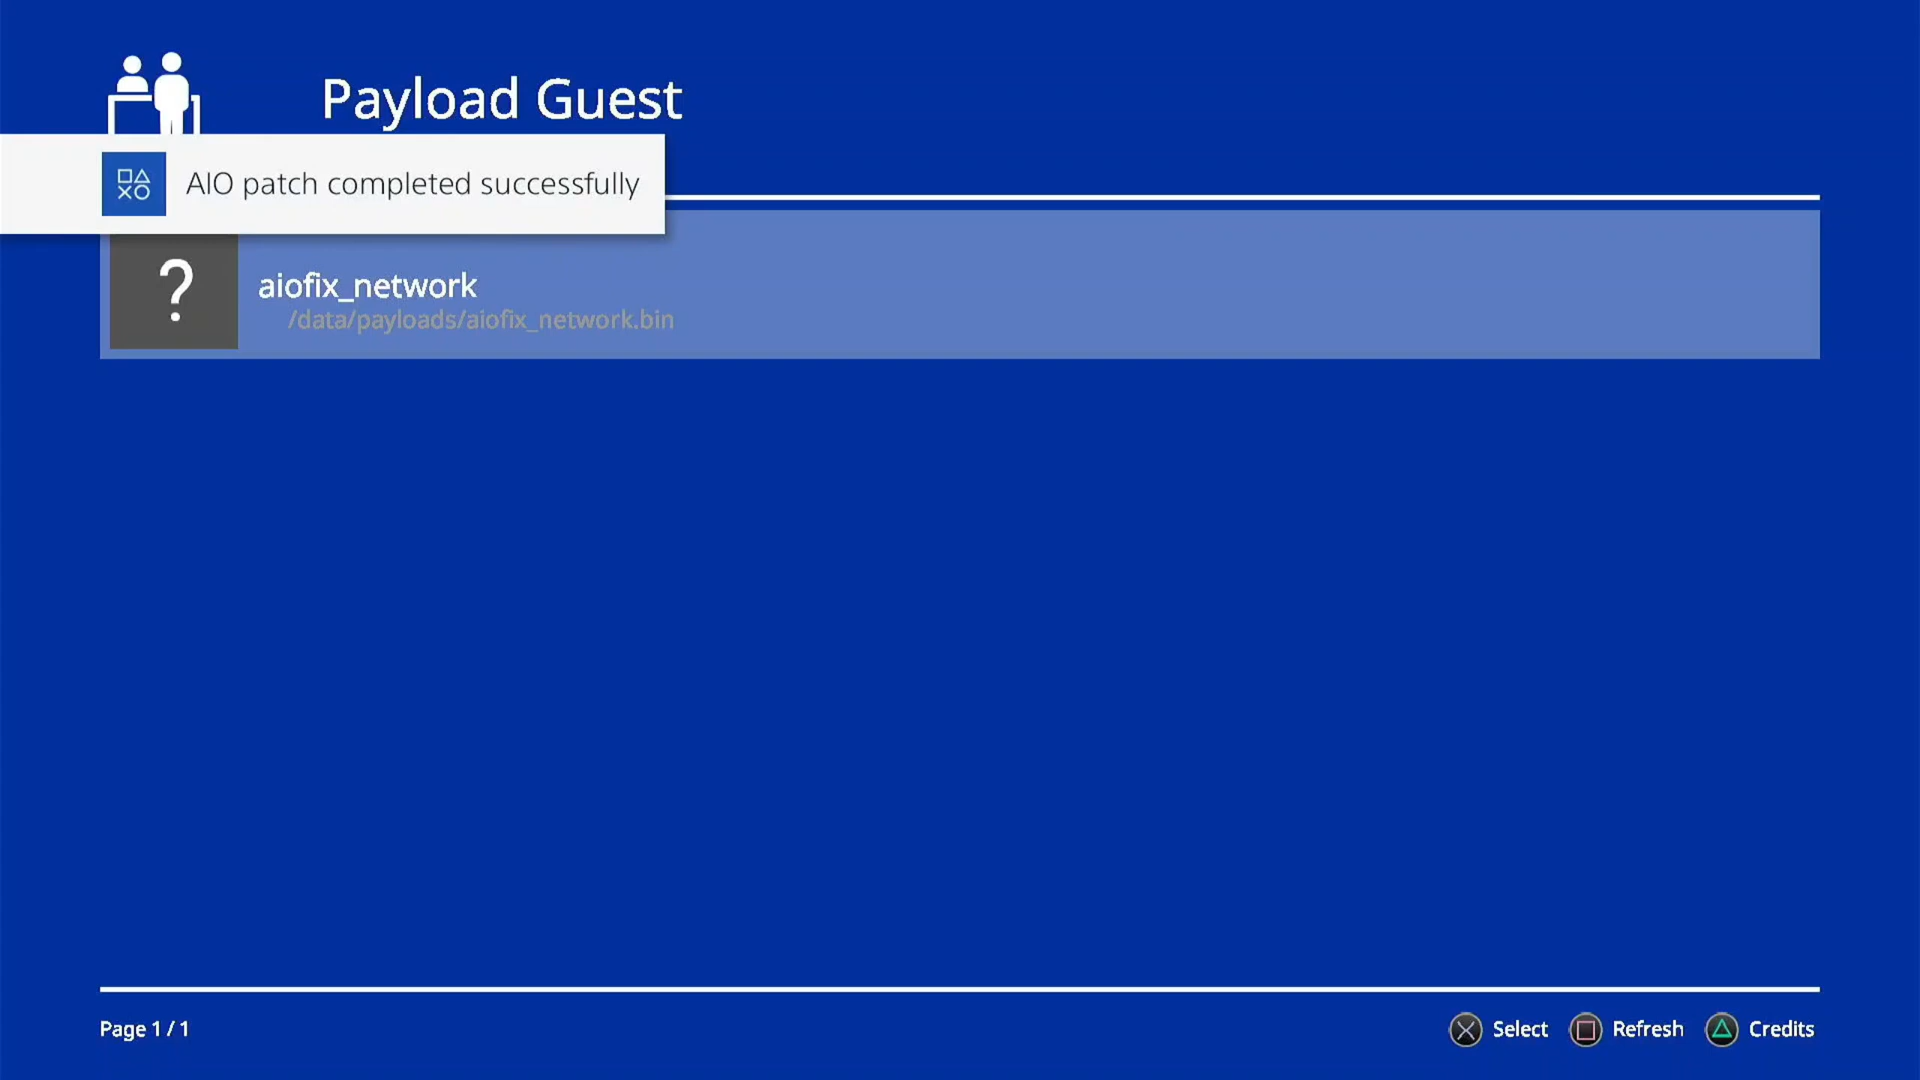 Payload Guest
AIO patch completed successfully
?
aiofix_network
/data/payloads/aiofix_network.bin
Page 1 / 1
Select
Refresh
Credits